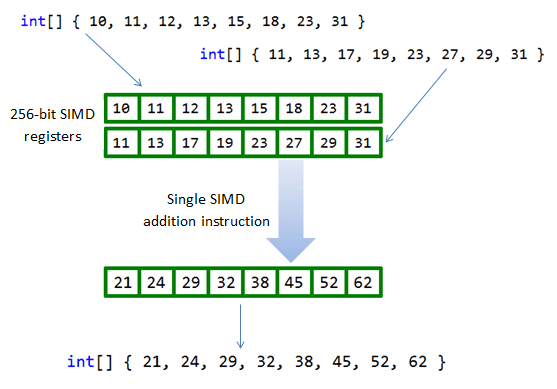 int[] { 10, 11, 12, 13, 15, 18, 23, 31 }
int[] { 11, 13, 17, 19, 23, 27, 29, 31 }
256-bit SIMD
registers
10 11 12 13 15 18 23 31
11 13 17 19 23 27 29 31
Single SIMD
addition instruction
21 24 29 32 38 45 52 62
int[] { 21, 24, 29, 32, 38, 45, 52, 62 }